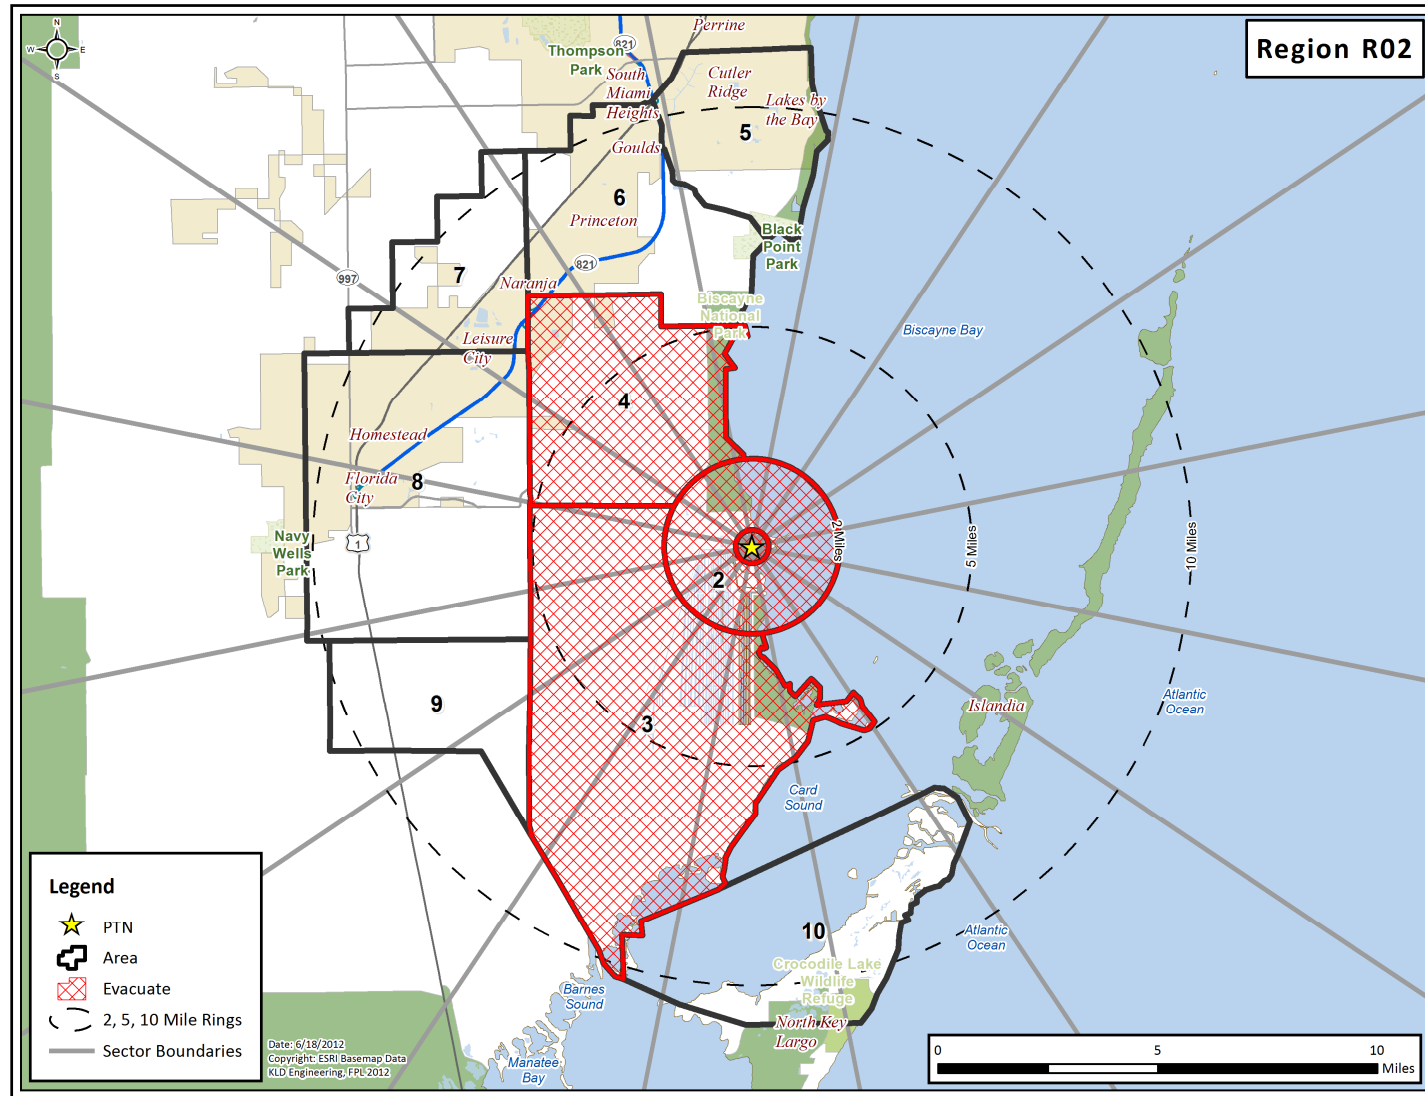 Region R02
N
W
E
S
Perrine
821
Thompson
Park
South
Miami
Heights
Cutler
Ridge
Lakes by
the Bay
5
Goulds
6
Princeton
Black
Point
Park
821
997
7
Naranja
Biscayne
National
Park
Biscayne Bay
Leisure
City
4
Homestead
8
Florida
City
Navy
Wells
Park
1
2 Miles
5 Miles
10 Miles
2
9
3
Islandia
Atlantic
Ocean
Card
Sound
10
Atlantic
Ocean
Crocodile Lake
Wildlife
Refuge
Barnes
Sound
North Key
Largo
Manatee
Bay
Legend
PTN
Area
Evacuate
2, 5, 10 Mile Rings
Sector Boundaries
Date: 6/18/2012
Copyright: ESRI Basemap Data
KLD Engineering, FPL 2012
0
5
10
Miles